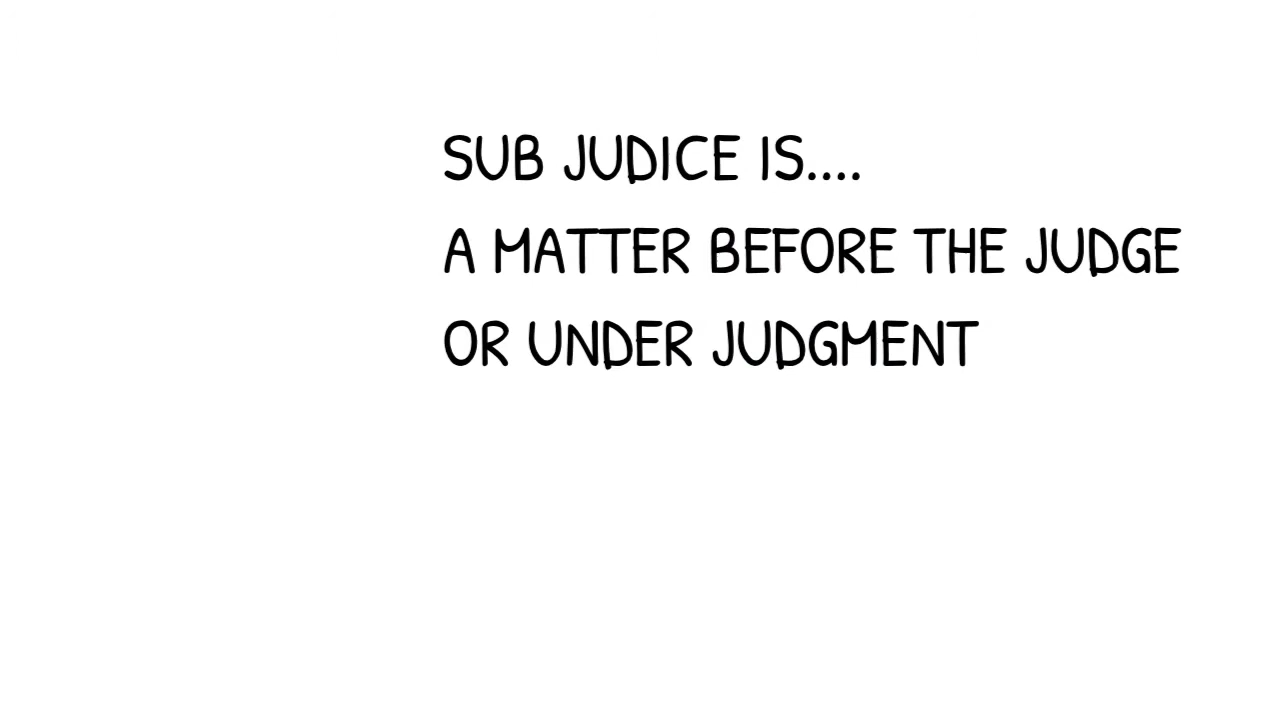 SUB JUDICE IS....
A MATTER BEFORE THE JUDGE
OR UNDER JUDGMENT